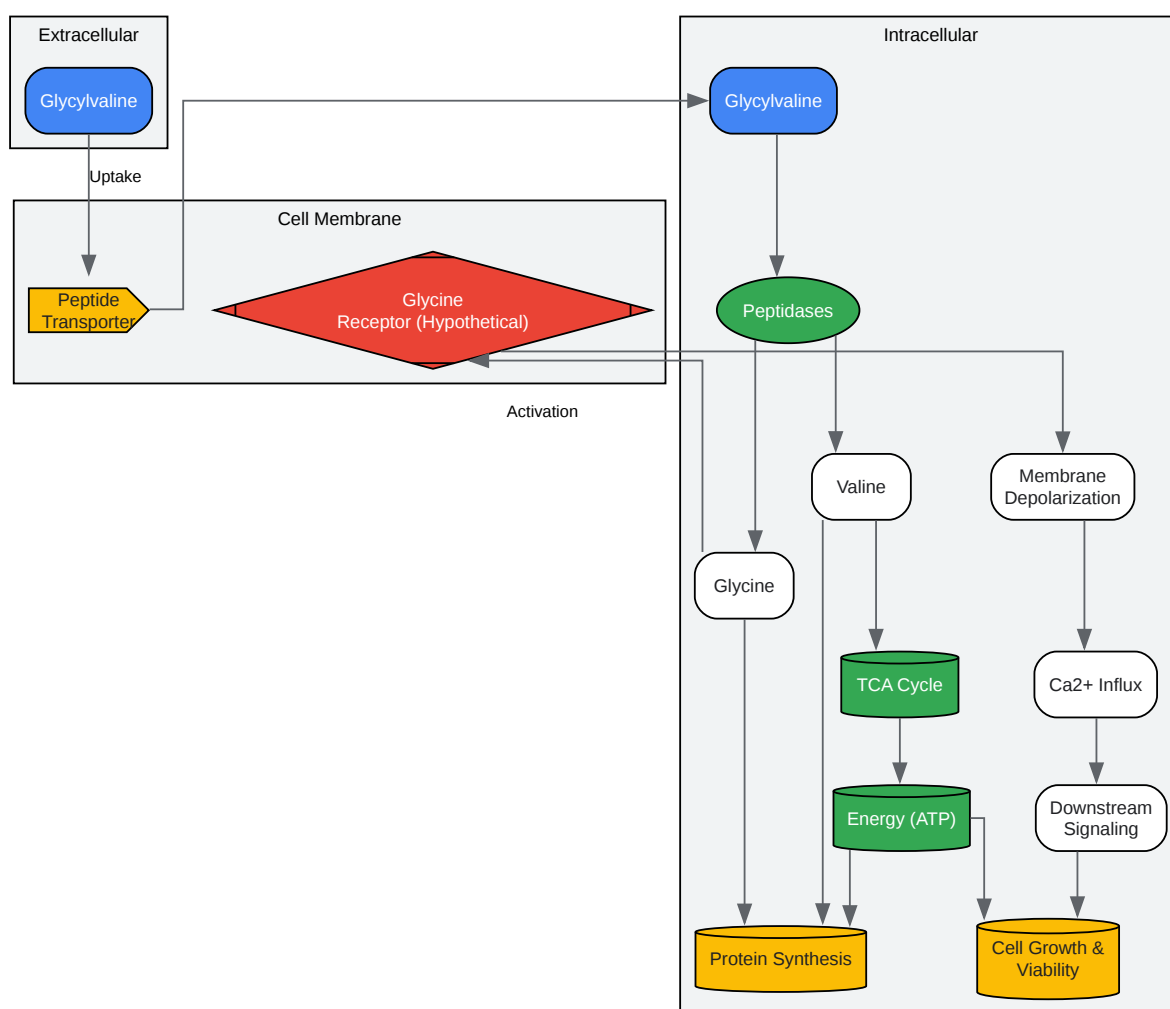 Extracellular
Intracellular
Glycylvaline
Glycylvaline
Uptake
Cell Membrane
Peptide
Transporter
Glycine
Receptor (Hypothetical)
Peptidases
Activation
Valine
Membrane
Depolarization
Glycine
TCA Cycle
Ca2+ Influx
Energy (ATP)
Downstream
Signaling
Protein Synthesis
Cell Growth &
Viability